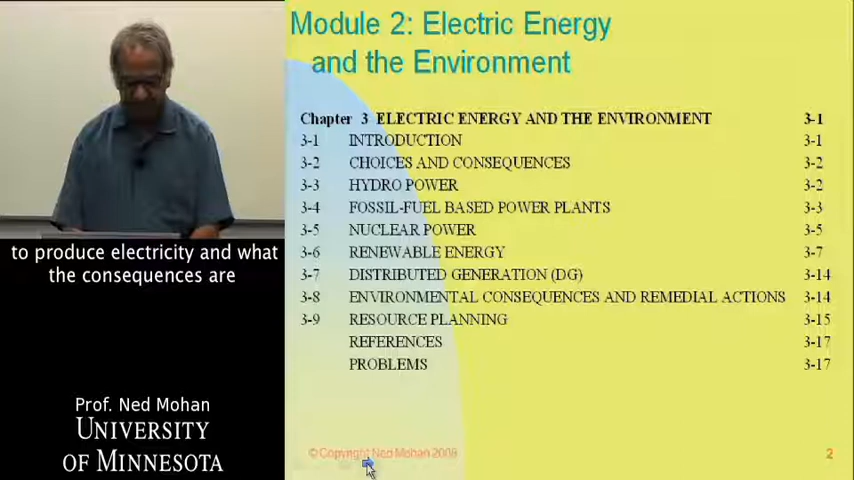 Module 2: Electric Energy
and the Environment
Chapter 3 ELECTRIC ENERGY AND THE ENVIRONMENT 3-1
3-1 INTRODUCTION 3-1
3-2 CHOICES AND CONSEQUENCES 3-2
3-3 HYDRO POWER 3-2
3-4 FOSSIL-FUEL BASED POWER PLANTS 3-3
3-5 NUCLEAR POWER 3-5
3-6 RENEWABLE ENERGY 3-7
3-7 DISTRIBUTED GENERATION (DG) 3-14
3-8 ENVIRONMENTAL CONSEQUENCES AND REMEDIAL ACTIONS 3-14
3-9 RESOURCE PLANNING 3-15
REFERENCES 3-17
PROBLEMS 3-17
© Copyright Ned Mohan 2008 2
to produce electricity and what
the consequences are
Prof. Ned Mohan
UNIVERSITY
OF MINNESOTA